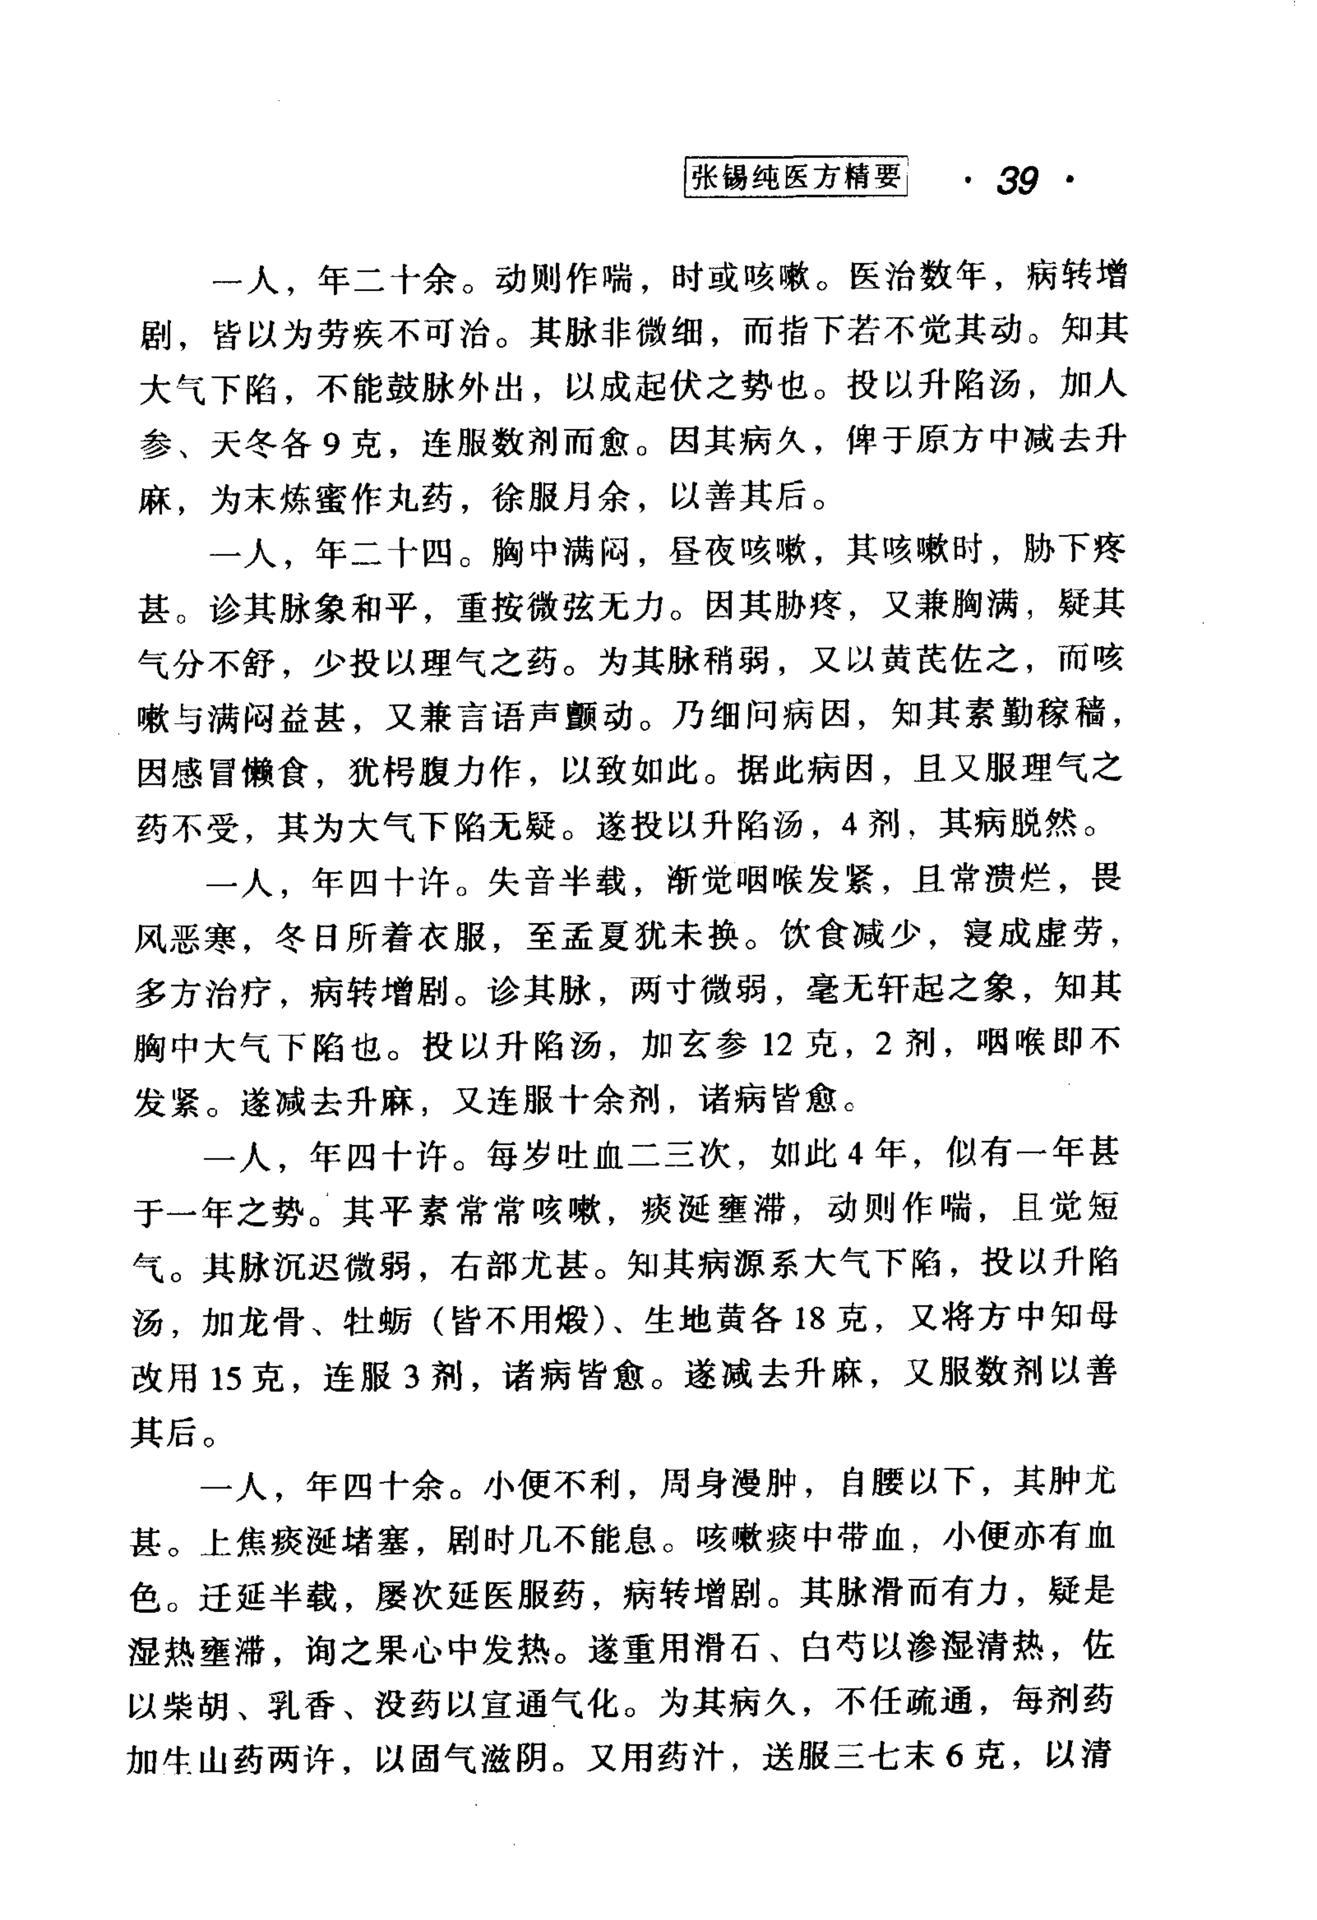 张锡纯医方精要 · 39 ·
一人，年二十余。动则作喘，时或咳嗽。医治数年，病转增
剧，皆以为劳疾不可治。其脉非微细，而指下若不觉其动。知其
大气下陷，不能鼓脉外出，以成起伏之势也。投以升陷汤，加人
参、天冬各 9 克，连服数剂而愈。因其病久，俾于原方中减去升
麻，为末炼蜜作丸药，徐服月余，以善其后。
一人，年二十四。胸中满闷，昼夜咳嗽，其咳嗽时，胁下疼
甚。诊其脉象和平，重按微弦无力。因其胁疼，又兼胸满，疑其
气分不舒，少投以理气之药。为其脉稍弱，又以黄芪佐之，而咳
嗽与满闷益甚，又兼言语声颤动。乃细问病因，知其素勤稼穑，
因感冒懒食，犹枵腹力作，以致如此。据此病因，且又服理气之
药不受，其为大气下陷无疑。遂投以升陷汤，4 剂，其病脱然。
一人，年四十许。失音半载，渐觉咽喉发紧，且常溃烂，畏
风恶寒，冬日所着衣服，至孟夏犹未换。饮食减少，寖成虚劳，
多方治疗，病转增剧。诊其脉，两寸微弱，毫无轩起之象，知其
胸中大气下陷也。投以升陷汤，加玄参 12 克，2 剂，咽喉即不
发紧。遂减去升麻，又连服十余剂，诸病皆愈。
一人，年四十许。每岁吐血二三次，如此 4 年，似有一年甚
于一年之势。其平素常常咳嗽，痰涎壅滞，动则作喘，且觉短
气。其脉沉迟微弱，右部尤甚。知其病源系大气下陷，投以升陷
汤，加龙骨、牡蛎（皆不用煅）、生地黄各 18 克，又将方中知母
改用 15 克，连服 3 剂，诸病皆愈。遂减去升麻，又服数剂以善
其后。
一人，年四十余。小便不利，周身漫肿，自腰以下，其肿尤
甚。上焦痰涎堵塞，剧时几不能息。咳嗽痰中带血，小便亦有血
色。迁延半载，屡次延医服药，病转增剧。其脉滑而有力，疑是
湿热壅滞，询之果心中发热。遂重用滑石、白芍以渗湿清热，佐
以柴胡、乳香、没药以宣通气化。为其病久，不任疏通，每剂药
加生山药两许，以固气滋阴。又用药汁，送服三七末 6 克，以清